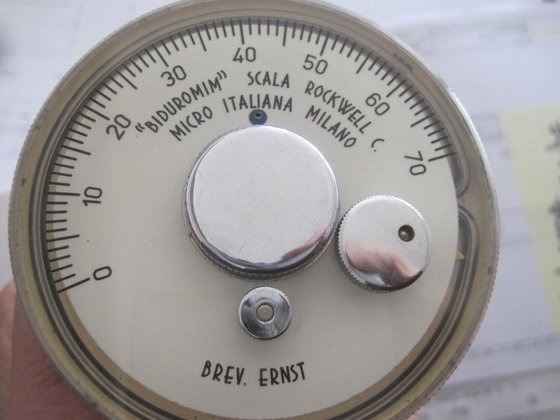 0
10
20
30
40
50
60
70
"BIDUROMIM" SCALA ROCKWELL C.
MICRO ITALIANA MILANO
BREV. ERNST